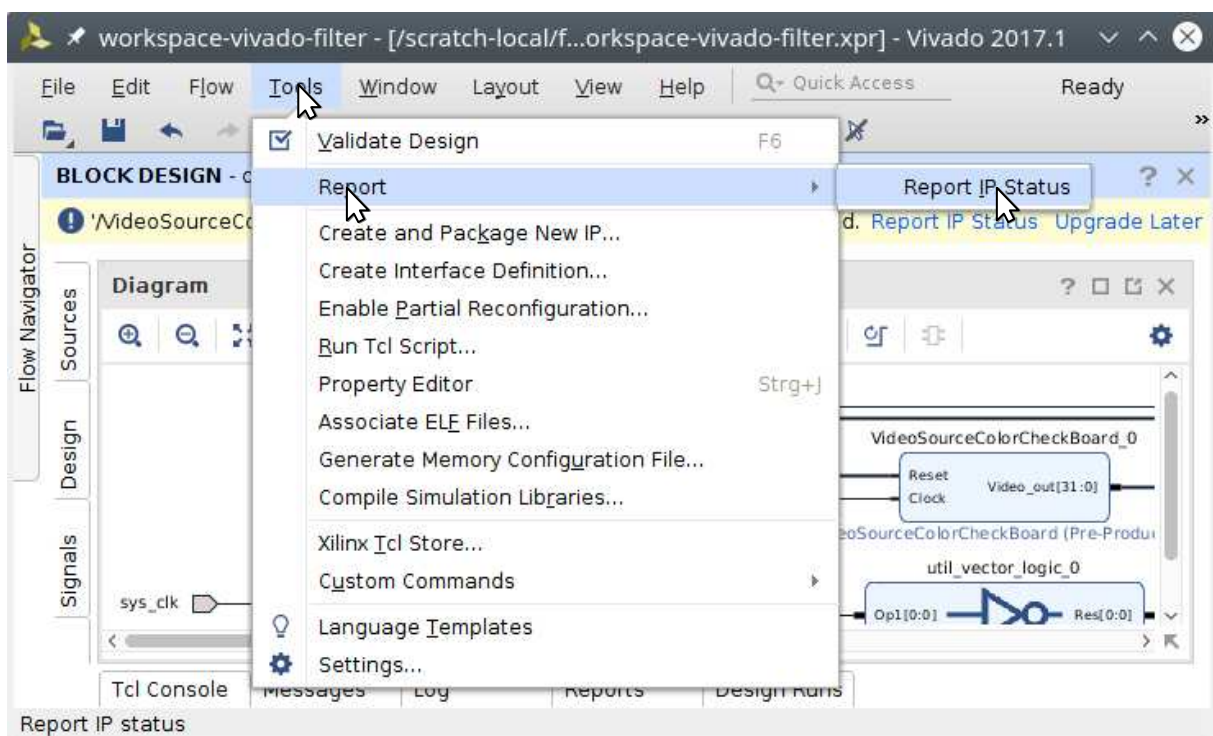 workspace-vivado-filter - [/scratch-local/f...orkspace-vivado-filter.xpr] - Vivado 2017.1
File Edit Flow Tools Window Layout View Help Quick Access Ready
»
Validate Design F6
BLOCK DESIGN -
Report
Report IP Status
? ×
'/VideoSourceCo d. Report IP Status Upgrade Later
Create and Package New IP...
Create Interface Definition...
Enable Partial Reconfiguration...
Run Tcl Script...
Property Editor Strg+J
Associate ELF Files...
Generate Memory Configuration File...
Compile Simulation Libraries...
Xilinx Tcl Store...
Custom Commands
Language Templates
Settings...
Flow Navigator
Sources
Design
Signals
Diagram
sys_clk
VideoSourceColorCheckBoard_0
Reset
Clock
Video_out[31:0]
eoSourceColorCheckBoard (Pre-Produ
util_vector_logic_0
Op1[0:0] Res[0:0]
Tcl Console Messages Log Reports Design Runs
Report IP status